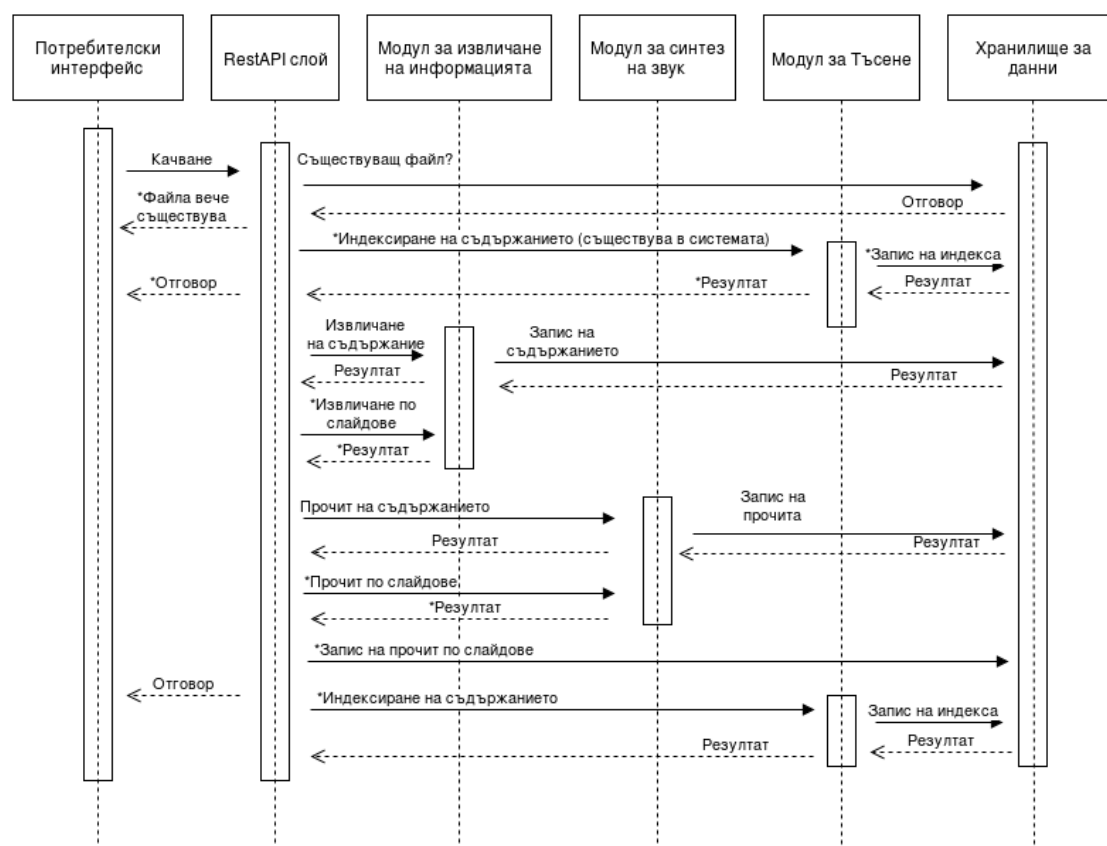 Потребителски
интерфейс
RestAPI слой
Модул за извличане
на информацията
Модул за синтез
на звук
Модул за Тъсене
Хранилище за
данни
Качване
Съществуващ файл?
*Файла вече
съществува
Отговор
*Индексиране на съдържанието (съществува в системата)
*Запис на индекса
*Отговор
*Резултат
Резултат
Извличане
на съдържание
Запис на
съдържанието
Резултат
Резултат
*Извличане по
слайдове
*Резултат
Прочит на съдържанието
Запис на
прочита
Резултат
Резултат
*Прочит по слайдове
*Резултат
*Запис на прочит по слайдове
Отговор
*Индексиране на съдържанието
Запис на индекса
Резултат
Резултат